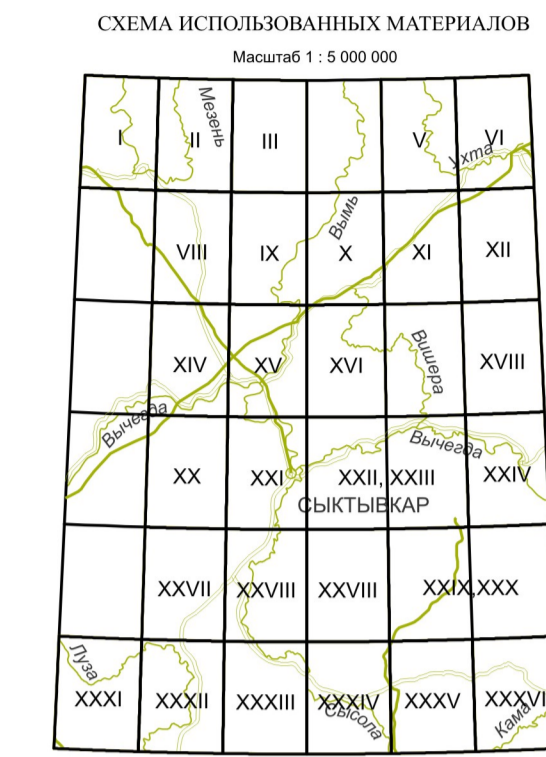 СХЕМА ИСПОЛЬЗОВАННЫХ МАТЕРИАЛОВ
Масштаб 1 : 5 000 000
I
II
Мезень
III
V
VI
Ухта
VIII
IX
Вымь
X
XI
XII
XIV
XV
XVI
Вишера
XVIII
Вычегда
Вычегда
XX
XXI
XXII, XXIII
XXIV
СЫКТЫВКАР
XXVII
XXVIII
XXVIII
XXIX,XXX
Луза
XXXI
XXXII
XXXIII
XXXIV
Сысола
XXXV
XXXVI
Кама